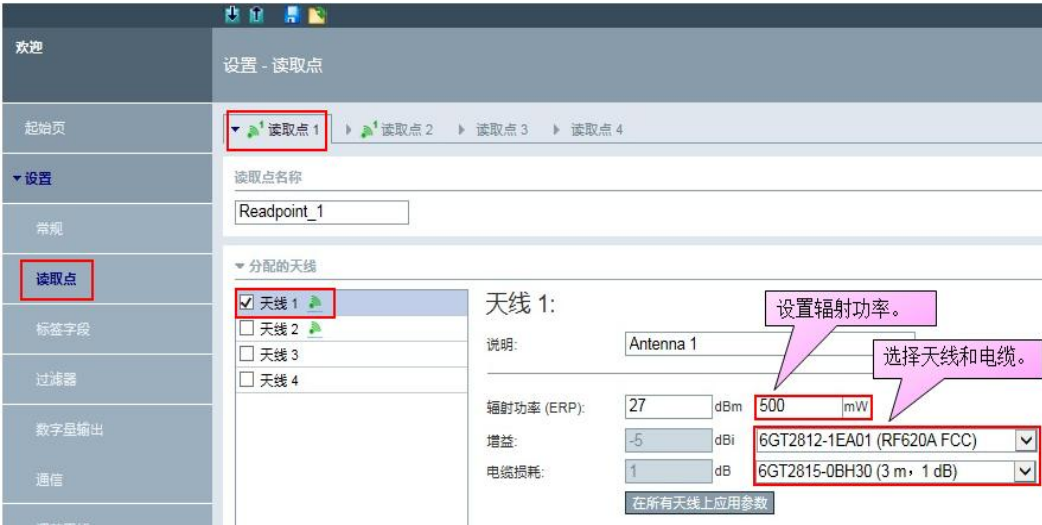 欢迎
设置 - 读取点
起始页
设置
常规
读取点
标签字段
过滤器
数字量输出
通信
1 读取点 1
1 读取点 2
读取点 3
读取点 4
读取点名称
Readpoint_1
分配的天线
天线 1
天线 2
天线 3
天线 4
天线 1:
设置辐射功率。
说明:
Antenna 1
选择天线和电缆。
辐射功率 (ERP): 27 dBm 500 mW
增益: -5 dBi 6GT2812-1EA01 (RF620A FCC)
电缆损耗: 1 dB 6GT2815-0BH30 (3 m，1 dB)
在所有天线上应用参数